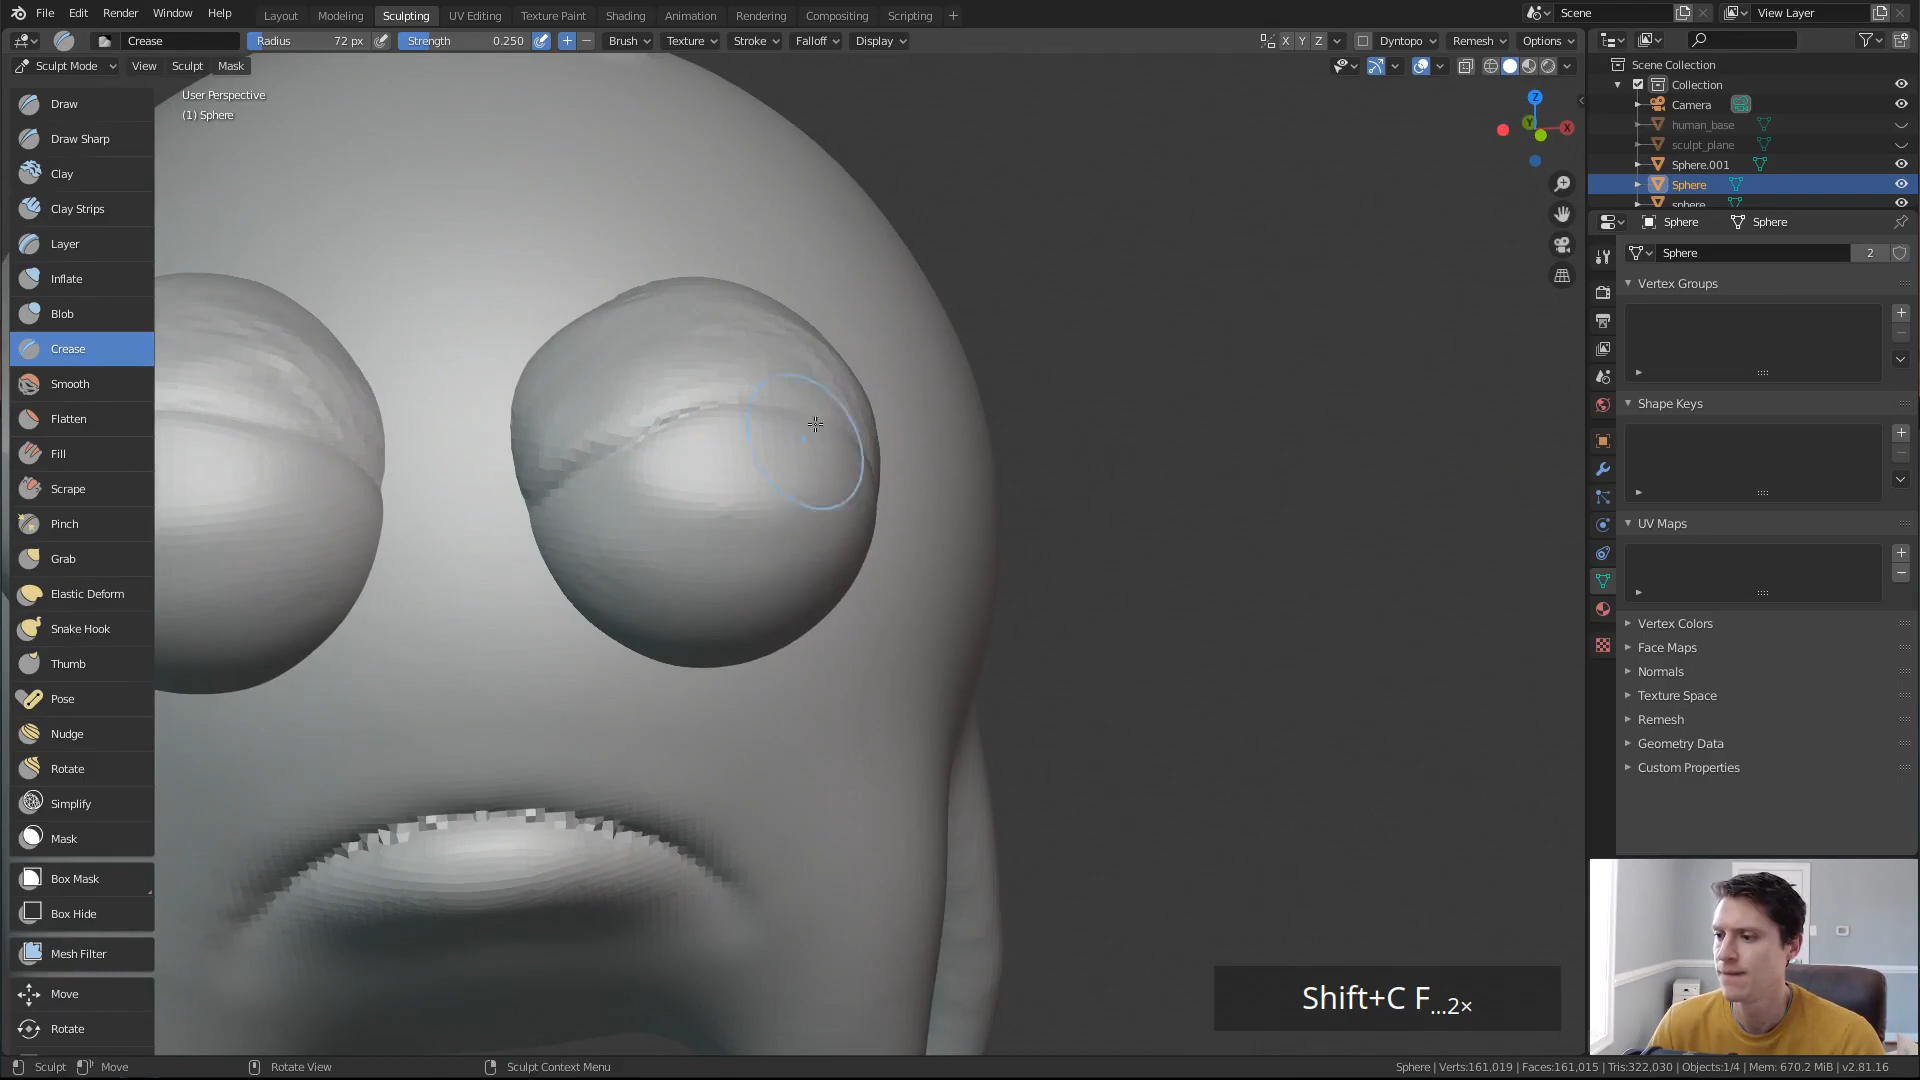 File Edit Render Window Help Layout Modeling Sculpting UV Editing Texture Paint Shading Animation Rendering Compositing Scripting + Scene View Layer
Crease Radius 72 px Strength 0.250 Brush Texture Stroke Falloff Display X Y Z Dyntopo Remesh Options
Sculpt Mode View Sculpt Mask
User Perspective
(1) Sphere
Draw
Draw Sharp
Clay
Clay Strips
Layer
Inflate
Blob
Crease
Smooth
Flatten
Fill
Scrape
Pinch
Grab
Elastic Deform
Snake Hook
Thumb
Pose
Nudge
Rotate
Simplify
Mask
Box Mask
Box Hide
Mesh Filter
Move
Rotate
Z
Y
X
Scene Collection
Collection
Camera
human_base
sculpt_plane
Sphere.001
Sphere
sphere
Sphere Sphere
Sphere 2
Vertex Groups
Shape Keys
UV Maps
Vertex Colors
Face Maps
Normals
Texture Space
Remesh
Geometry Data
Custom Properties
Shift+C F...2×
Sculpt Move Rotate View Sculpt Context Menu Sphere | Verts:161,019 | Faces:161,015 | Tris:322,030 | Objects:1/4 | Mem: 670.2 MiB | v2.81.16